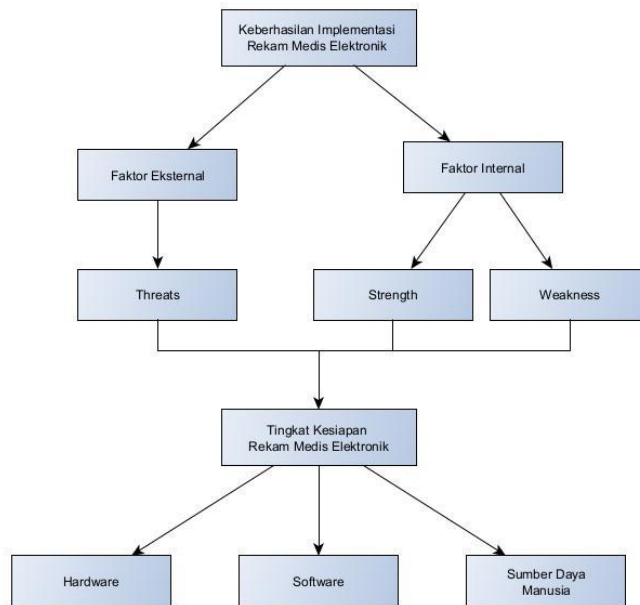 Keberhasilan Implementasi
Rekam Medis Elektronik
Faktor Eksternal
Faktor Internal
Threats
Strength
Weakness
Tingkat Kesiapan
Rekam Medis Elektronik
Hardware
Software
Sumber Daya
Manusia